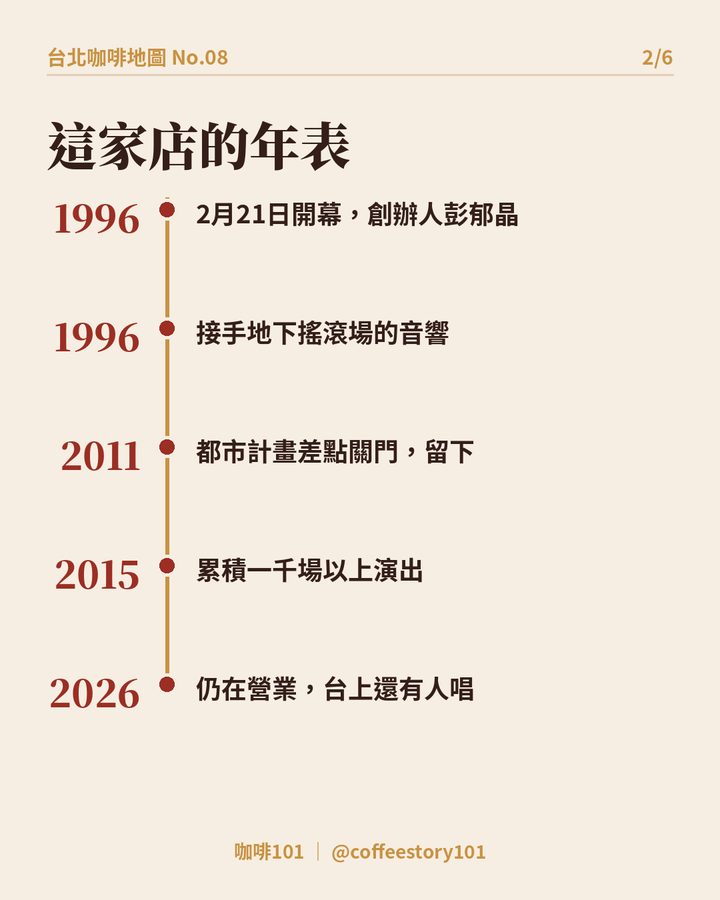 台北咖啡地圖 No.08
2/6
這家店的年表
1996 2月21日開幕，創辦人彭郁晶
1996 接手地下搖滾場的音響
2011 都市計畫差點關門，留下
2015 累積一千場以上演出
2026 仍在營業，台上還有人唱
咖啡101｜@coffeestory101